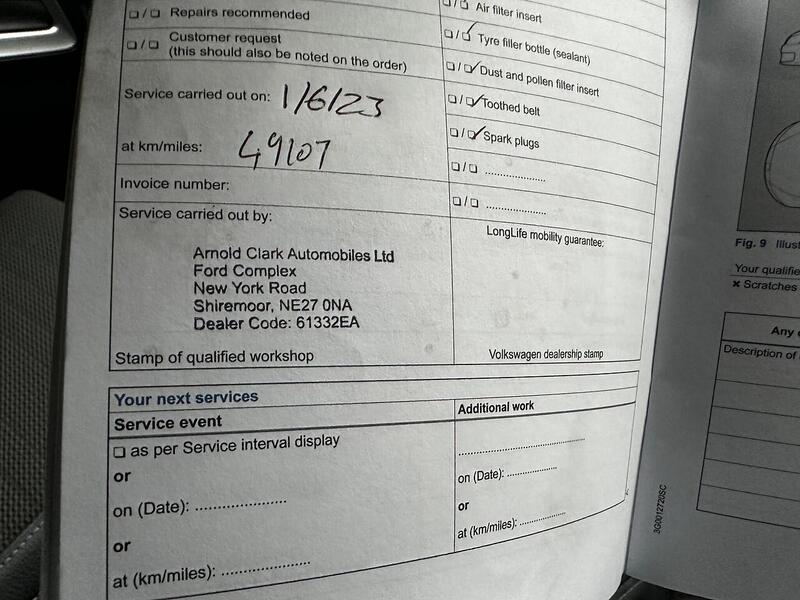 ❏ / ❏ Repairs recommended
❏ / ❏ Customer request
(this should also be noted on the order)
Service carried out on: 1/6/23
at km/miles: 49107
Invoice number:
Service carried out by:
Arnold Clark Automobiles Ltd
Ford Complex
New York Road
Shiremoor, NE27 0NA
Dealer Code: 61332EA
Stamp of qualified workshop
❏ / ❏ Air filter insert
❏ / ❏✓ Tyre filler bottle (sealant)
❏ / ❏✓ Dust and pollen filter insert
❏ / ❏✓ Toothed belt
❏ / ❏✓ Spark plugs
❏ / ❏ ................
❏ / ❏ ................
LongLife mobility guarantee:
Volkswagen dealership stamp
Your next services
Service event
❏ as per Service interval display
or
on (Date): ......................
or
at (km/miles): ......................
Additional work
................................
on (Date): ................
or
at (km/miles): ................
3G0012720SC
Fig. 9 Illust
Your qualifie
✗ Scratches
Any
Description of